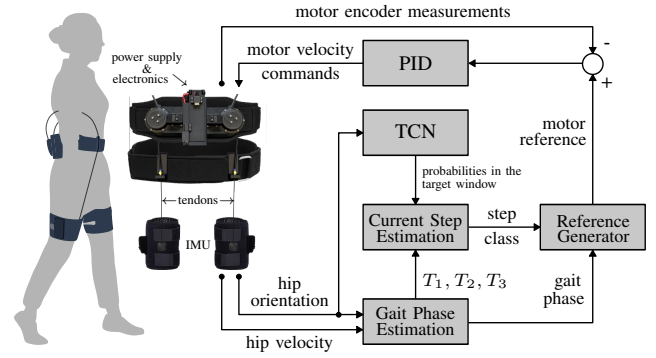 motor encoder measurements
power supply
&
electronics
motor velocity
commands
PID
-
+
TCN
motor
reference
probabilities in the
target window
tendons
IMU
Current Step
Estimation
step
class
Reference
Generator
T₁, T₂, T₃
hip
orientation
gait
phase
Gait Phase
Estimation
hip velocity